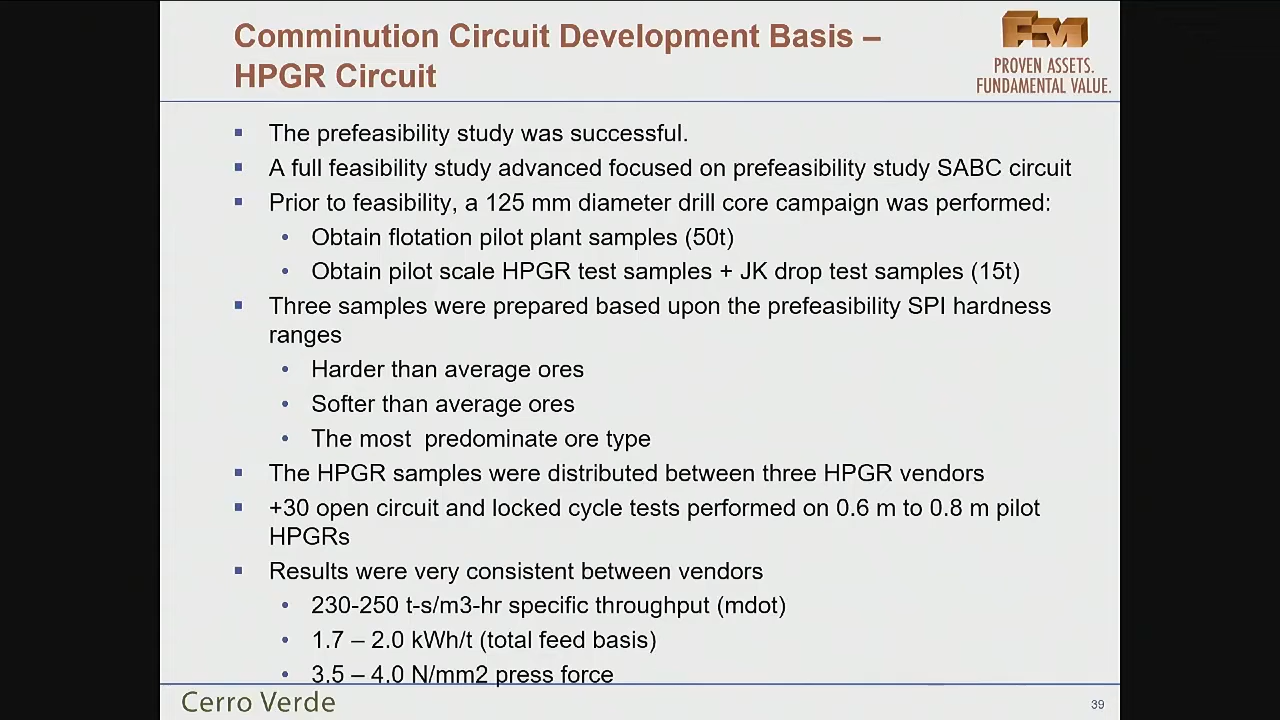 Comminution Circuit Development Basis –
HPGR Circuit
FM
PROVEN ASSETS.
FUNDAMENTAL VALUE.
▪ The prefeasibility study was successful.
▪ A full feasibility study advanced focused on prefeasibility study SABC circuit
▪ Prior to feasibility, a 125 mm diameter drill core campaign was performed:
• Obtain flotation pilot plant samples (50t)
• Obtain pilot scale HPGR test samples + JK drop test samples (15t)
▪ Three samples were prepared based upon the prefeasibility SPI hardness
ranges
• Harder than average ores
• Softer than average ores
• The most predominate ore type
▪ The HPGR samples were distributed between three HPGR vendors
▪ +30 open circuit and locked cycle tests performed on 0.6 m to 0.8 m pilot
HPGRs
▪ Results were very consistent between vendors
• 230-250 t-s/m3-hr specific throughput (mdot)
• 1.7 – 2.0 kWh/t (total feed basis)
• 3.5 – 4.0 N/mm2 press force
Cerro Verde
39